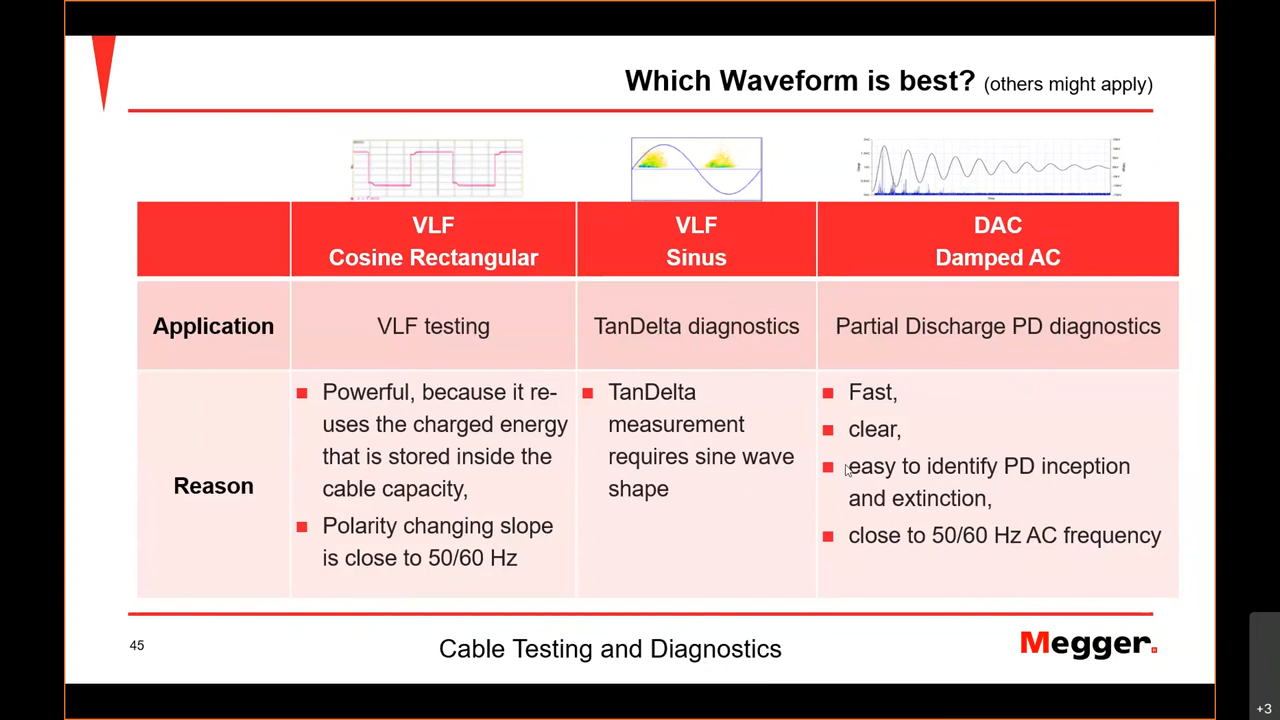 Which Waveform is best? (others might apply)
VLF
Cosine Rectangular
VLF
Sinus
DAC
Damped AC
Application
VLF testing
TanDelta diagnostics
Partial Discharge PD diagnostics
Reason
Powerful, because it re-
uses the charged energy
that is stored inside the
cable capacity,
Polarity changing slope
is close to 50/60 Hz
TanDelta
measurement
requires sine wave
shape
Fast,
clear,
easy to identify PD inception
and extinction,
close to 50/60 Hz AC frequency
45
Cable Testing and Diagnostics
Megger.
+3